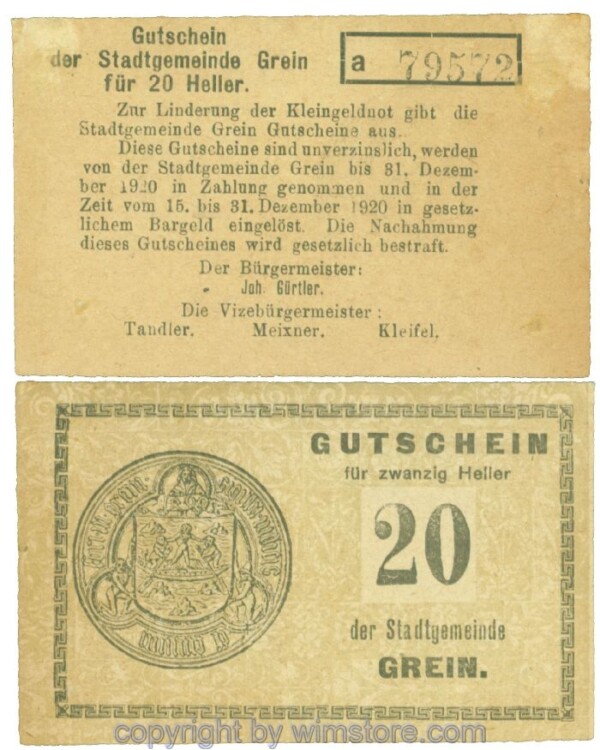 Gutschein
der Stadtgemeinde Grein
für 20 Heller.
a 79572
Zur Linderung der Kleingeldnot gibt die
Stadtgemeinde Grein Gutscheine aus.
Diese Gutscheine sind unverzinslich, werden
von der Stadtgemeinde Grein bis 31. Dezem-
ber 1920 in Zahlung genommen und in der
Zeit vom 15. bis 31. Dezember 1920 in gesetz-
lichem Bargeld eingelöst. Die Nachahmung
dieses Gutscheines wird gesetzlich bestraft.
Der Bürgermeister:
Joh. Gürtler.
Die Vizebürgermeister:
Tandler. Meixner. Kleifel.
GUTSCHEIN
für zwanzig Heller
20
der Stadtgemeinde
GREIN.
copyright by wimstore.com